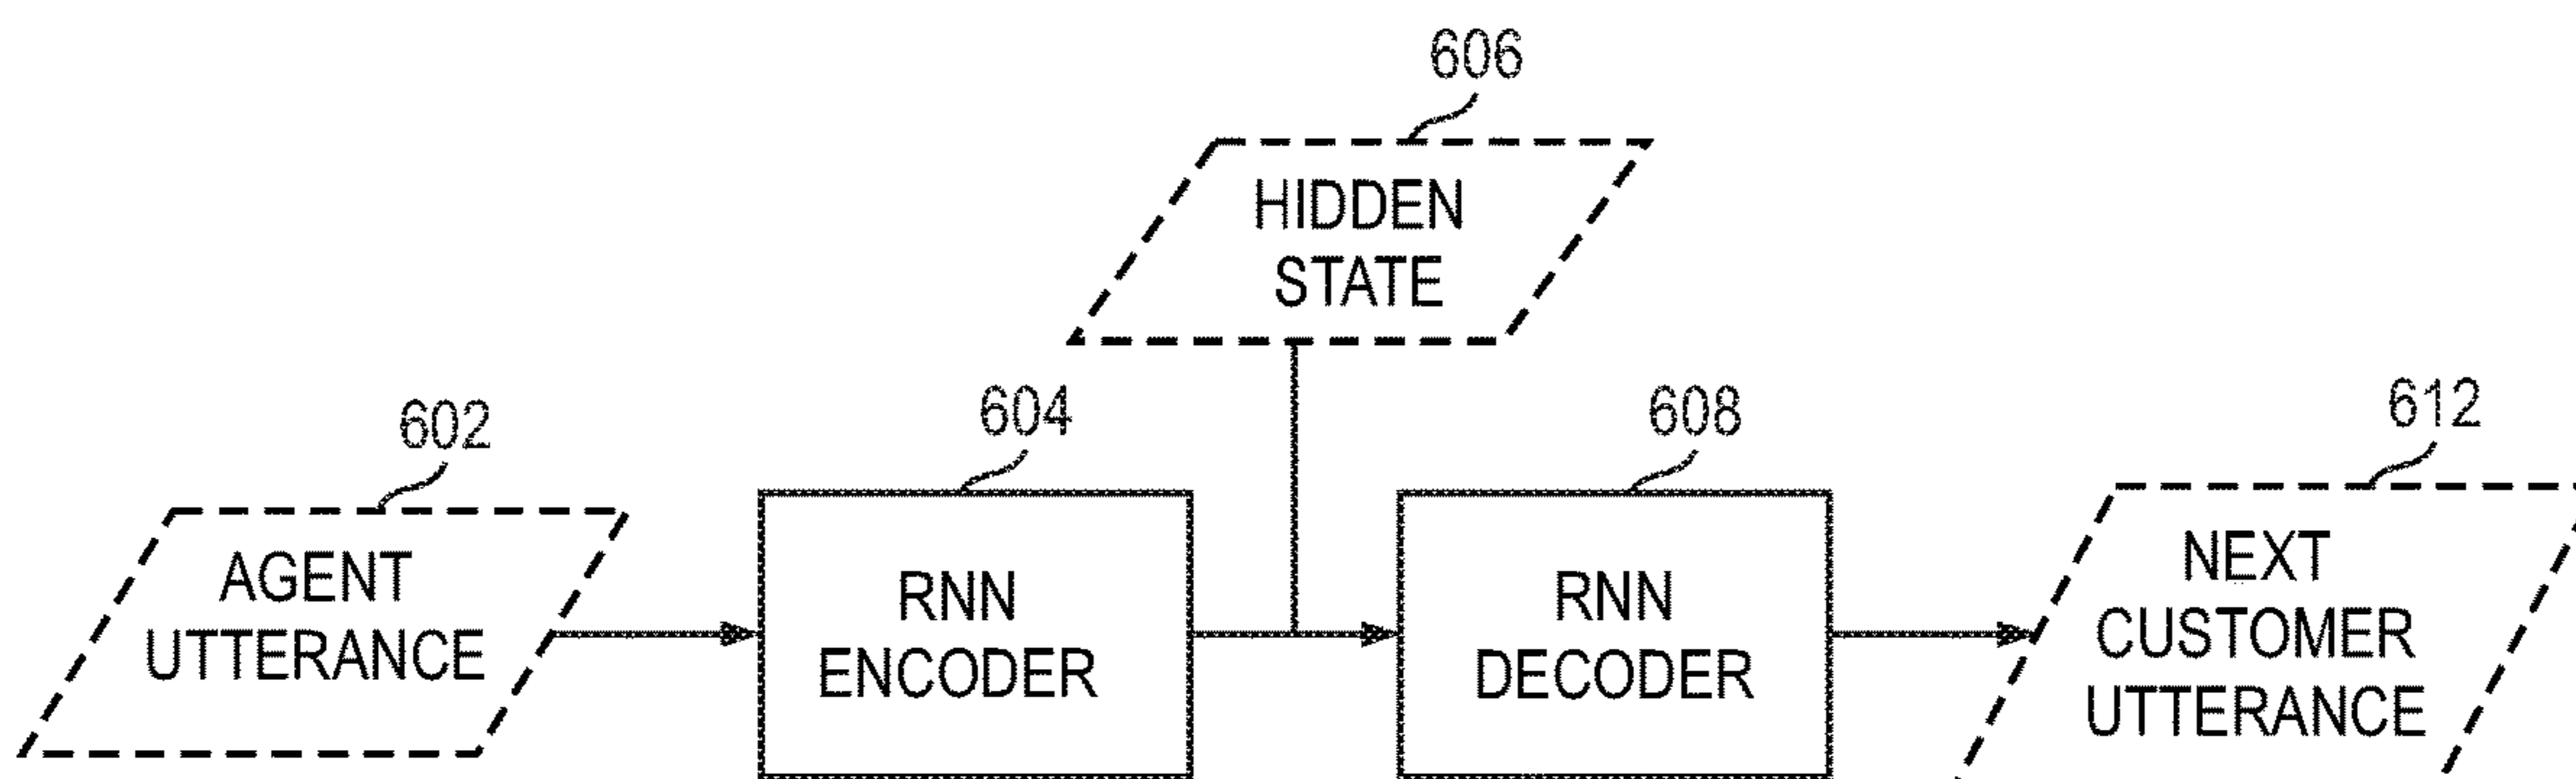 606
HIDDEN
STATE
602
604
608
612
AGENT
UTTERANCE
RNN
ENCODER
RNN
DECODER
NEXT
CUSTOMER
UTTERANCE